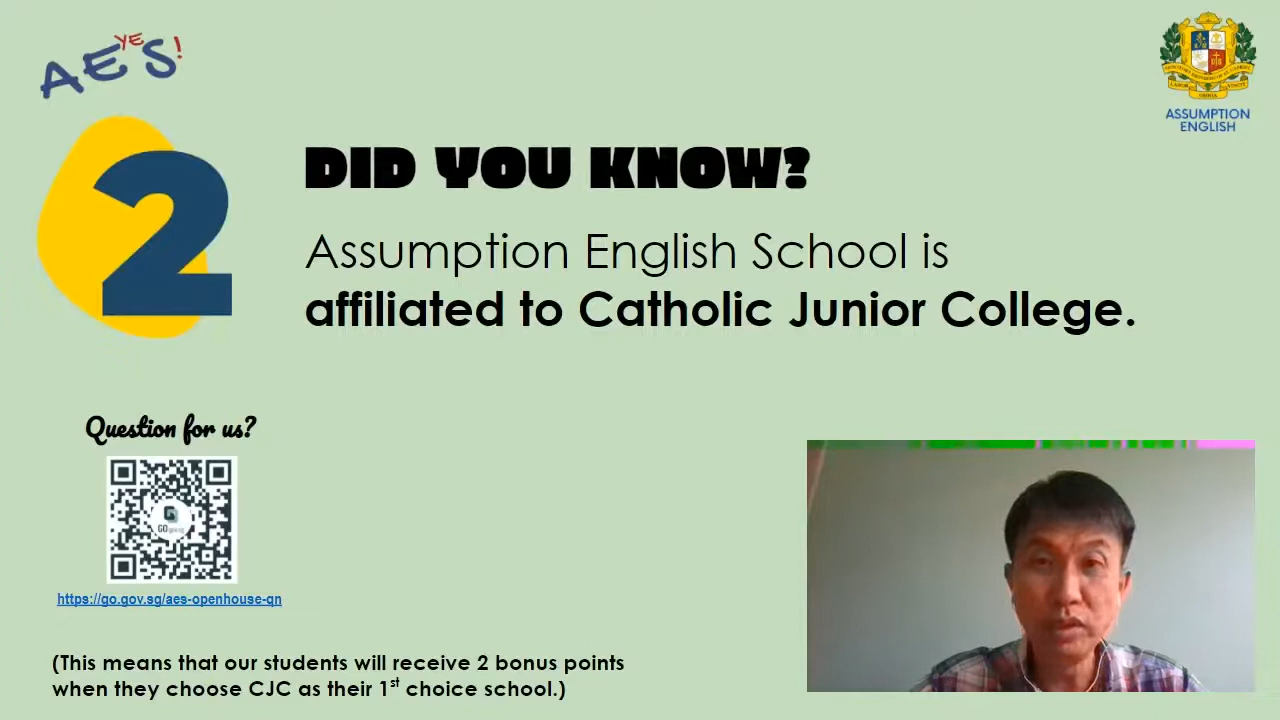 AE YE S!
ASSUMPTION
ENGLISH
2
DID YOU KNOW?
Assumption English School is
affiliated to Catholic Junior College.
Question for us?
GO
https://go.gov.sg/aes-openhouse-qn
(This means that our students will receive 2 bonus points
when they choose CJC as their 1st choice school.)